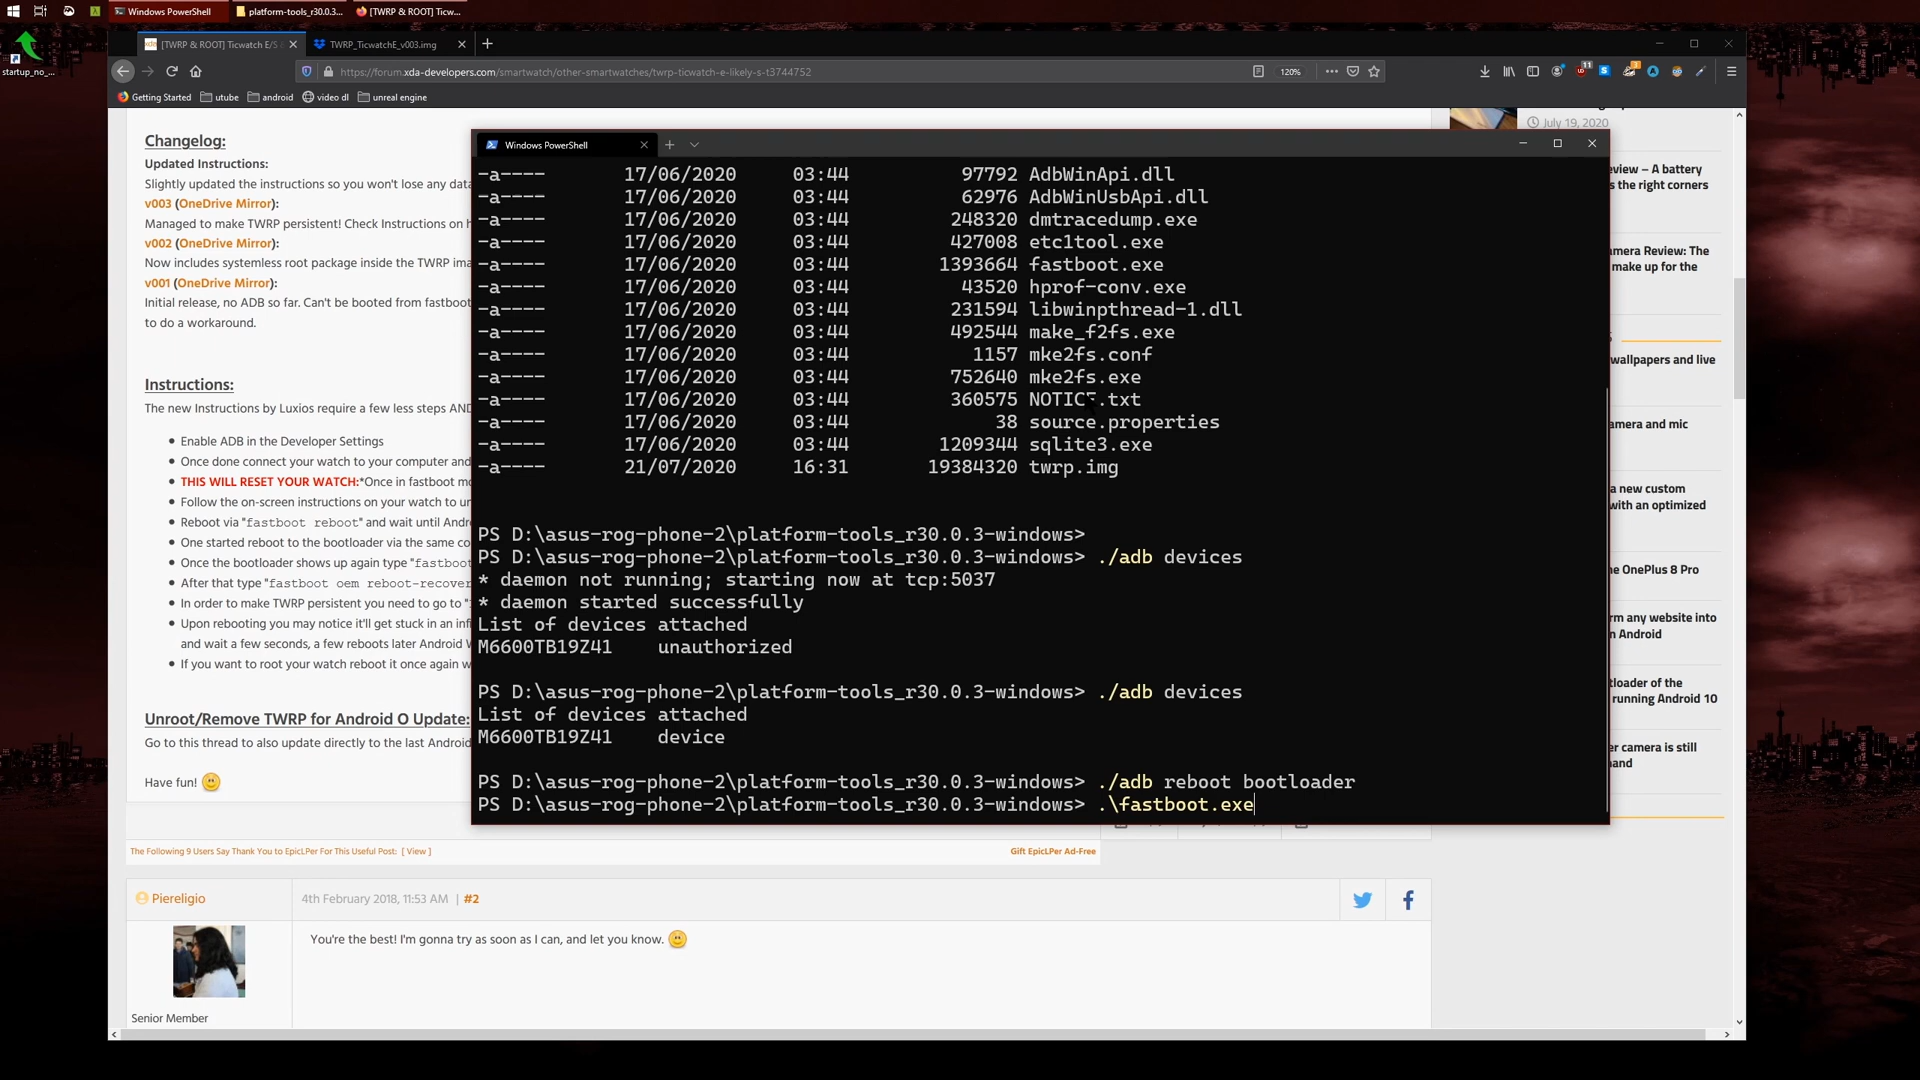 Windows PowerShell
platform-tools_r30.0.3...
[TWRP & ROOT] Ticw...
startup_no_...
[TWRP & ROOT] Ticwatch E/S
TWRP_TicwatchE_v003.img
https://forum.xda-developers.com/smartwatch/other-smartwatches/twrp-ticwatch-e-likely-s-t3744752
120%
11
Getting Started
utube
android
video dl
unreal engine
July 19, 2020
Changelog:
Updated Instructions:
Slightly updated the instructions so you won't lose any data
v003 (OneDrive Mirror):
Managed to make TWRP persistent! Check Instructions on h
v002 (OneDrive Mirror):
Now includes systemless root package inside the TWRP ima
v001 (OneDrive Mirror):
Initial release, no ADB so far. Can't be booted from fastboot
to do a workaround.
Instructions:
The new Instructions by Luxios require a few less steps AND
Enable ADB in the Developer Settings
Once done connect your watch to your computer and
THIS WILL RESET YOUR WATCH:*Once in fastboot mo
Follow the on-screen instructions on your watch to un
Reboot via "fastboot reboot" and wait until Andro
One started reboot to the bootloader via the same co
Once the bootloader shows up again type "fastboot
After that type "fastboot oem reboot-recover
In order to make TWRP persistent you need to go to "
Upon rebooting you may notice it'll get stuck in an infi
and wait a few seconds, a few reboots later Android W
If you want to root your watch reboot it once again w
Unroot/Remove TWRP for Android O Update:
Go to this thread to also update directly to the last Android
Have fun!
Windows PowerShell
-a---- 17/06/2020 03:44 97792 AdbWinApi.dll
-a---- 17/06/2020 03:44 62976 AdbWinUsbApi.dll
-a---- 17/06/2020 03:44 248320 dmtracedump.exe
-a---- 17/06/2020 03:44 427008 etc1tool.exe
-a---- 17/06/2020 03:44 1393664 fastboot.exe
-a---- 17/06/2020 03:44 43520 hprof-conv.exe
-a---- 17/06/2020 03:44 231594 libwinpthread-1.dll
-a---- 17/06/2020 03:44 492544 make_f2fs.exe
-a---- 17/06/2020 03:44 1157 mke2fs.conf
-a---- 17/06/2020 03:44 752640 mke2fs.exe
-a---- 17/06/2020 03:44 360575 NOTICE.txt
-a---- 17/06/2020 03:44 38 source.properties
-a---- 17/06/2020 03:44 1209344 sqlite3.exe
-a---- 21/07/2020 16:31 19384320 twrp.img
PS D:\asus-rog-phone-2\platform-tools_r30.0.3-windows>
PS D:\asus-rog-phone-2\platform-tools_r30.0.3-windows> ./adb devices
* daemon not running; starting now at tcp:5037
* daemon started successfully
List of devices attached
M6600TB19Z41 unauthorized
PS D:\asus-rog-phone-2\platform-tools_r30.0.3-windows> ./adb devices
List of devices attached
M6600TB19Z41 device
PS D:\asus-rog-phone-2\platform-tools_r30.0.3-windows> ./adb reboot bootloader
PS D:\asus-rog-phone-2\platform-tools_r30.0.3-windows> .\fastboot.exe
eview – A battery
s the right corners
amera Review: The
make up for the
wallpapers and live
amera and mic
a new custom
with an optimized
he OnePlus 8 Pro
orm any website into
n Android
tloader of the
running Android 10
er camera is still
mand
The Following 9 Users Say Thank You to EpicLPer For This Useful Post: [ View ]
Gift EpicLPer Ad-Free
Piereligio
4th February 2018, 11:53 AM | #2
You're the best! I'm gonna try as soon as I can, and let you know.
Senior Member